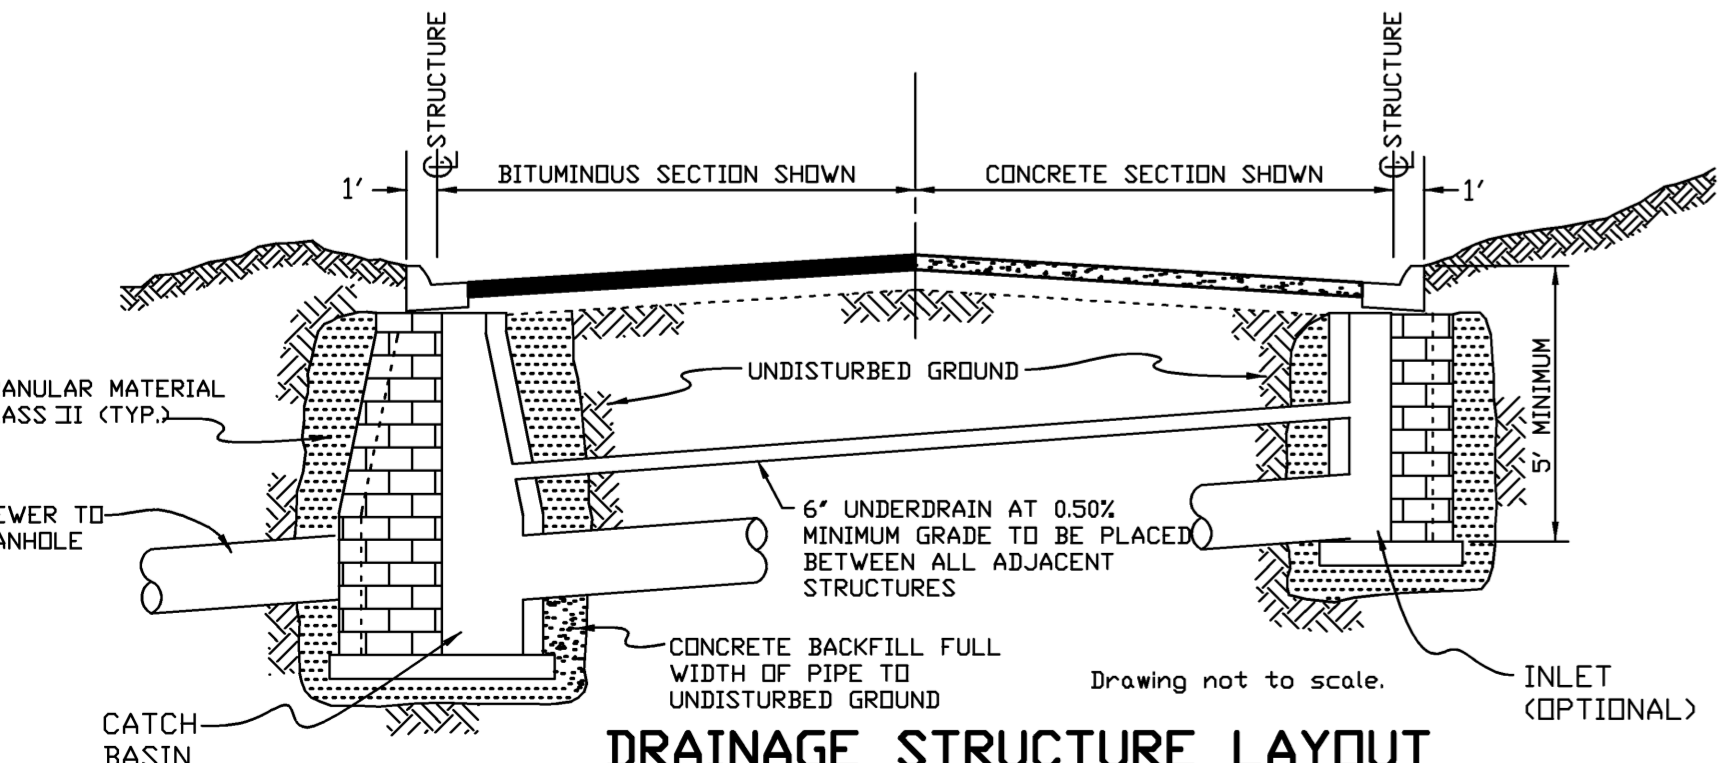 ℄ STRUCTURE
℄ STRUCTURE
1'
BITUMINOUS SECTION SHOWN
CONCRETE SECTION SHOWN
1'
ANULAR MATERIAL
ASS II (TYP.)
UNDISTURBED GROUND
5' MINIMUM
EWER TO
ANHOLE
6" UNDERDRAIN AT 0.50%
MINIMUM GRADE TO BE PLACED
BETWEEN ALL ADJACENT
STRUCTURES
CONCRETE BACKFILL FULL
WIDTH OF PIPE TO
UNDISTURBED GROUND
Drawing not to scale.
INLET
(OPTIONAL)
CATCH
BASIN
DRAINAGE STRUCTURE LAYOUT